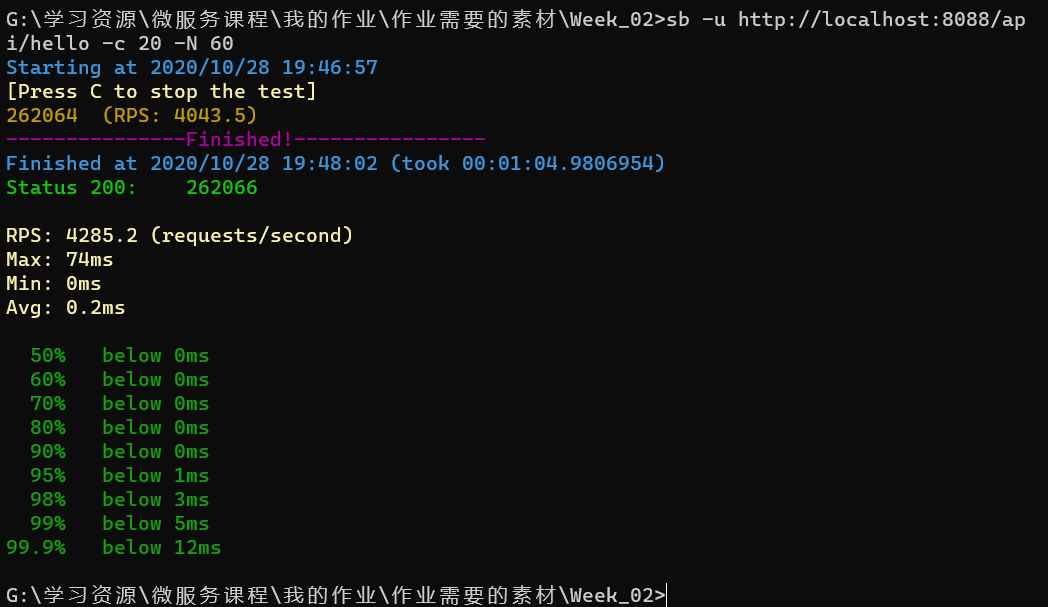 G:\学习资源\微服务课程\我的作业\作业需要的素材\Week_02>sb -u http://localhost:8088/ap
i/hello -c 20 -N 60
Starting at 2020/10/28 19:46:57
[Press C to stop the test]
262064  (RPS: 4043.5)
---------------Finished!----------------
Finished at 2020/10/28 19:48:02 (took 00:01:04.9806954)
Status 200:    262066
RPS: 4285.2 (requests/second)
Max: 74ms
Min: 0ms
Avg: 0.2ms
50%   below 0ms
60%   below 0ms
70%   below 0ms
80%   below 0ms
90%   below 0ms
95%   below 1ms
98%   below 3ms
99%   below 5ms
99.9%   below 12ms
G:\学习资源\微服务课程\我的作业\作业需要的素材\Week_02>